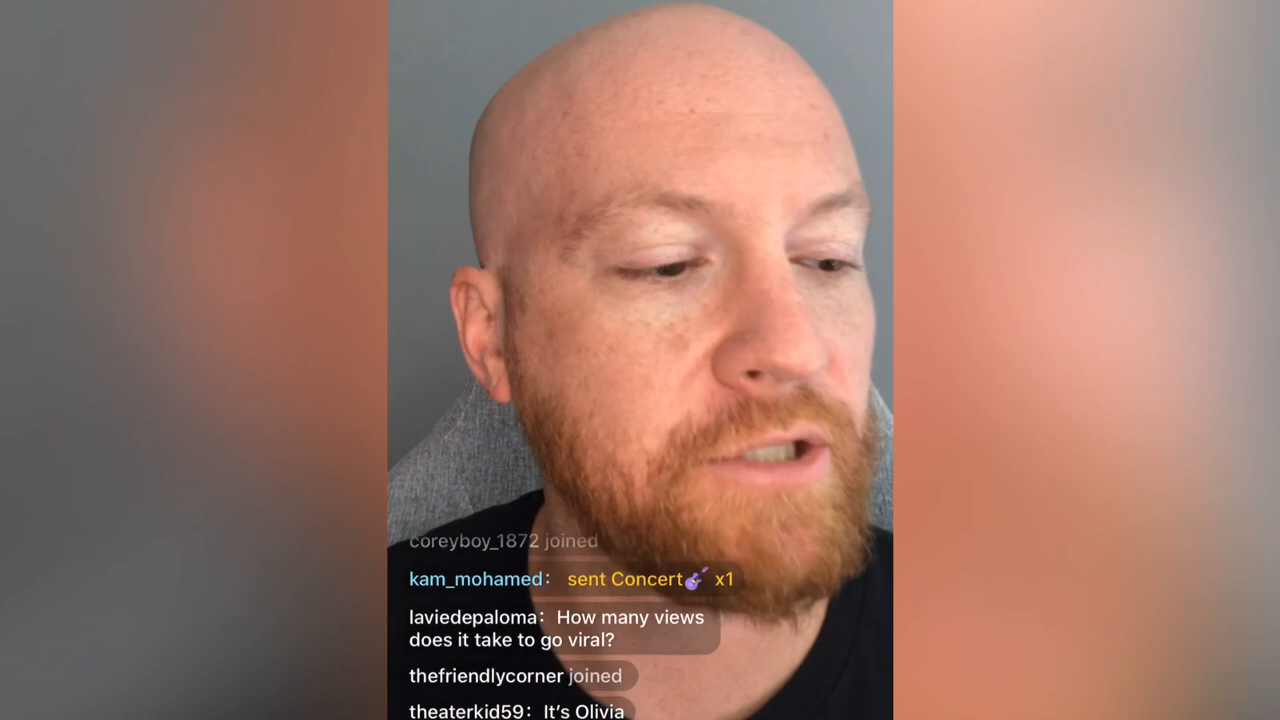 coreyboy_1872 joined
kam_mohamed: sent Concert🎸 x1
laviedepaloma: How many views
does it take to go viral?
thefriendlycorner joined
theaterkid59: It’s Olivia